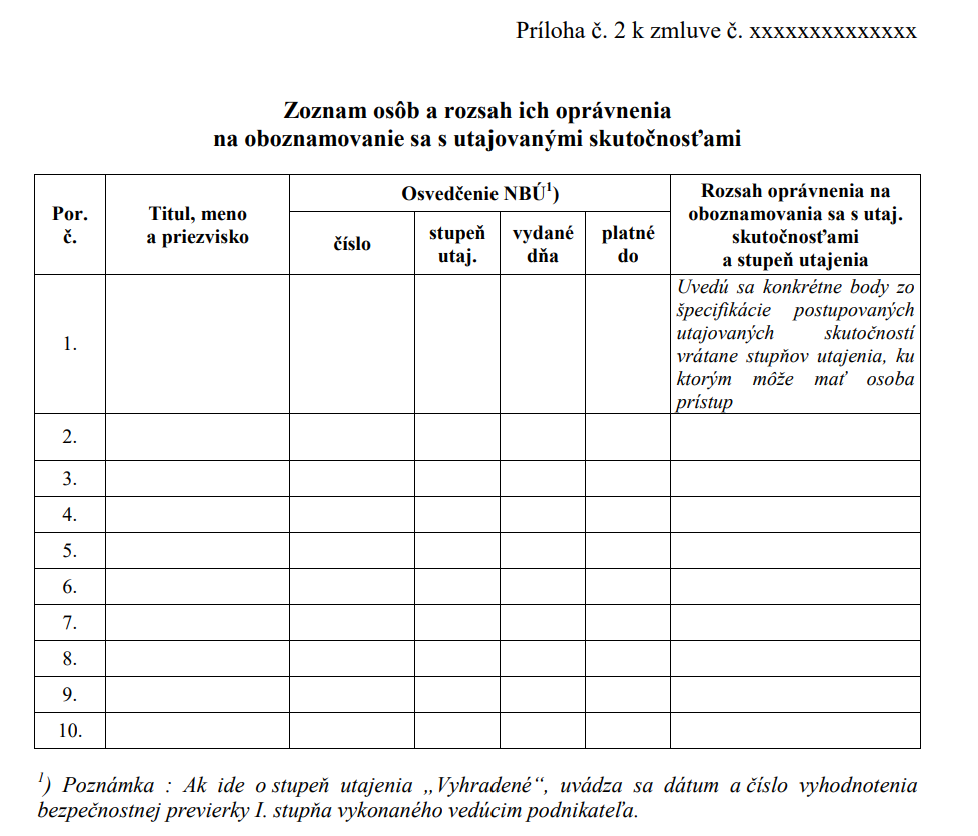 Príloha č. 2 k zmluve č. xxxxxxxxxxxxxx
Zoznam osôb a rozsah ich oprávnenia
na oboznamovanie sa s utajovanými skutočnosťami
Por.
č.
Titul, meno
a priezvisko
Osvedčenie NBÚ¹)
číslo
stupeň
utaj.
vydané
dňa
platné
do
Rozsah oprávnenia na
oboznamovania sa s utaj.
skutočnosťami
a stupeň utajenia
1.
Uvedú sa konkrétne body zo
špecifikácie postupovaných
utajovaných skutočností
vrátane stupňov utajenia, ku
ktorým môže mať osoba
prístup
2.
3.
4.
5.
6.
7.
8.
9.
10.
¹) Poznámka : Ak ide o stupeň utajenia „Vyhradené“, uvádza sa dátum a číslo vyhodnotenia
bezpečnostnej previerky I. stupňa vykonaného vedúcim podnikateľa.